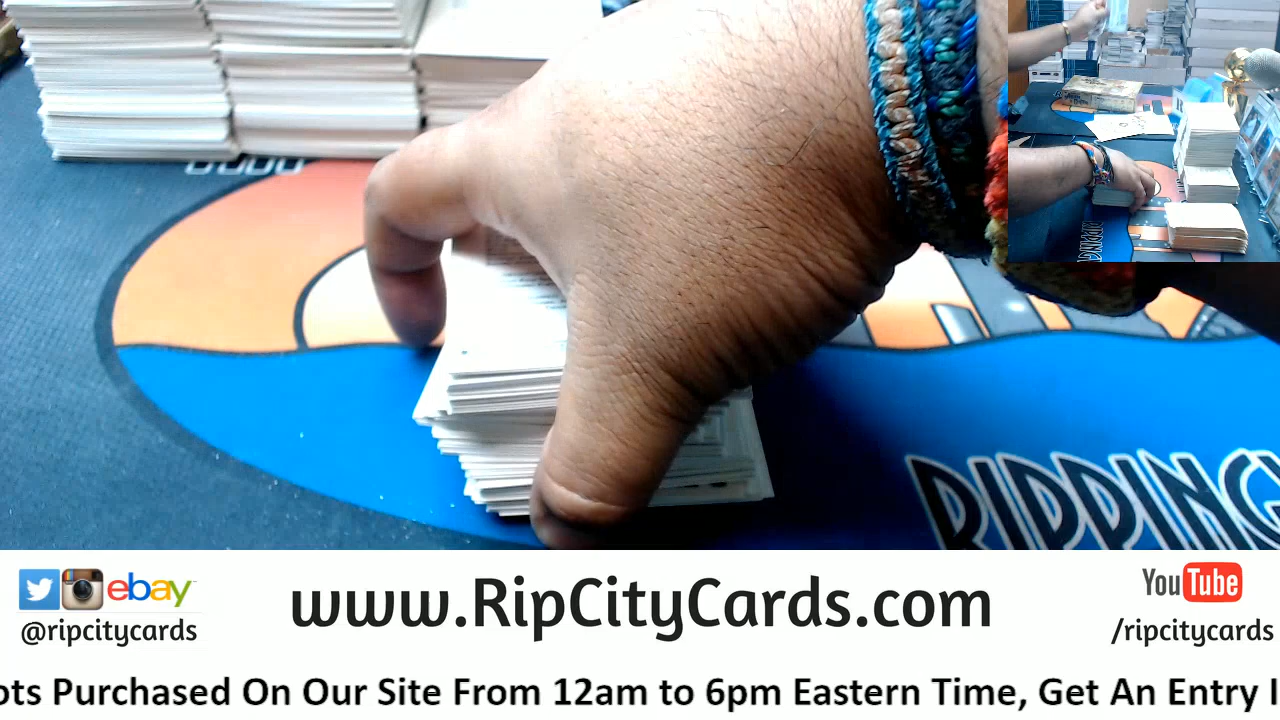 RIPPING
RIPPING
ebay
@ripcitycards
www.RipCityCards.com
YouTube
/ripcitycards
ots Purchased On Our Site From 12am to 6pm Eastern Time, Get An Entry I